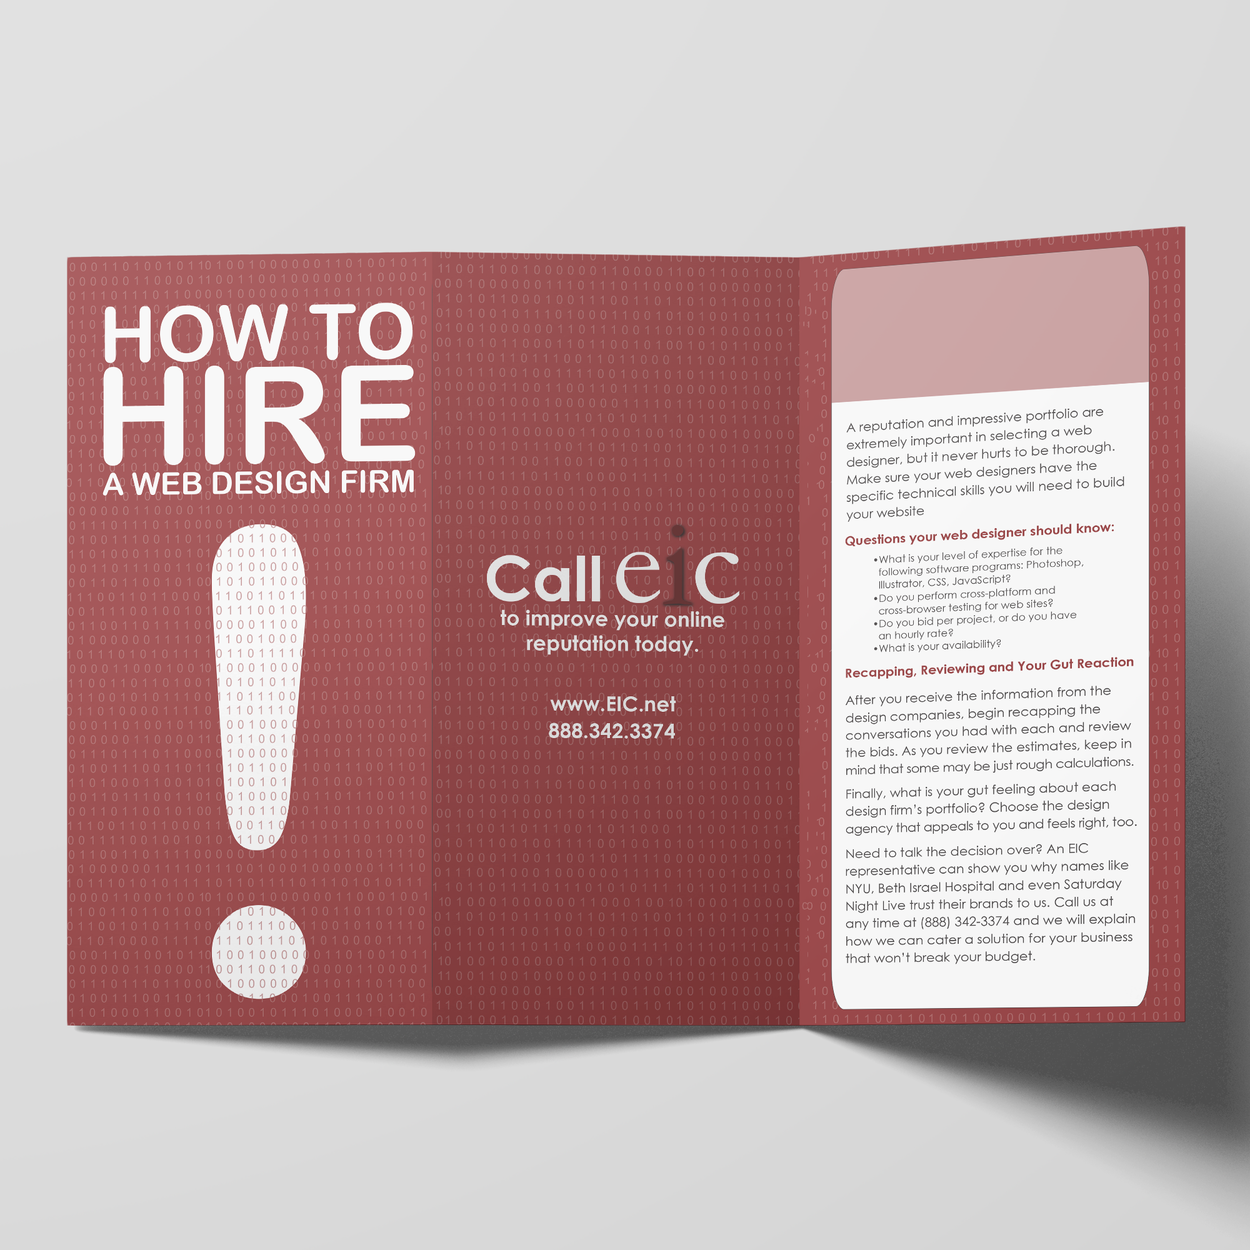 HOW TO
HIRE
A WEB DESIGN FIRM
Call eic
to improve your online
reputation today.
www.EIC.net
888.342.3374
A reputation and impressive portfolio are
extremely important in selecting a web
designer, but it never hurts to be thorough.
Make sure your web designers have the
specific technical skills you will need to build
your website
Questions your web designer should know:
•What is your level of expertise for the
following software programs: Photoshop,
Illustrator, CSS, JavaScript?
•Do you perform cross-platform and
cross-browser testing for web sites?
•Do you bid per project, or do you have
an hourly rate?
•What is your availability?
Recapping, Reviewing and Your Gut Reaction
After you receive the information from the
design companies, begin recapping the
conversations you had with each and review
the bids. As you review the estimates, keep in
mind that some may be just rough calculations.
Finally, what is your gut feeling about each
design firm's portfolio? Choose the design
agency that appeals to you and feels right, too.
Need to talk the decision over? An EIC
representative can show you why names like
NYU, Beth Israel Hospital and even Saturday
Night Live trust their brands to us. Call us at
any time at (888) 342-3374 and we will explain
how we can cater a solution for your business
that won't break your budget.